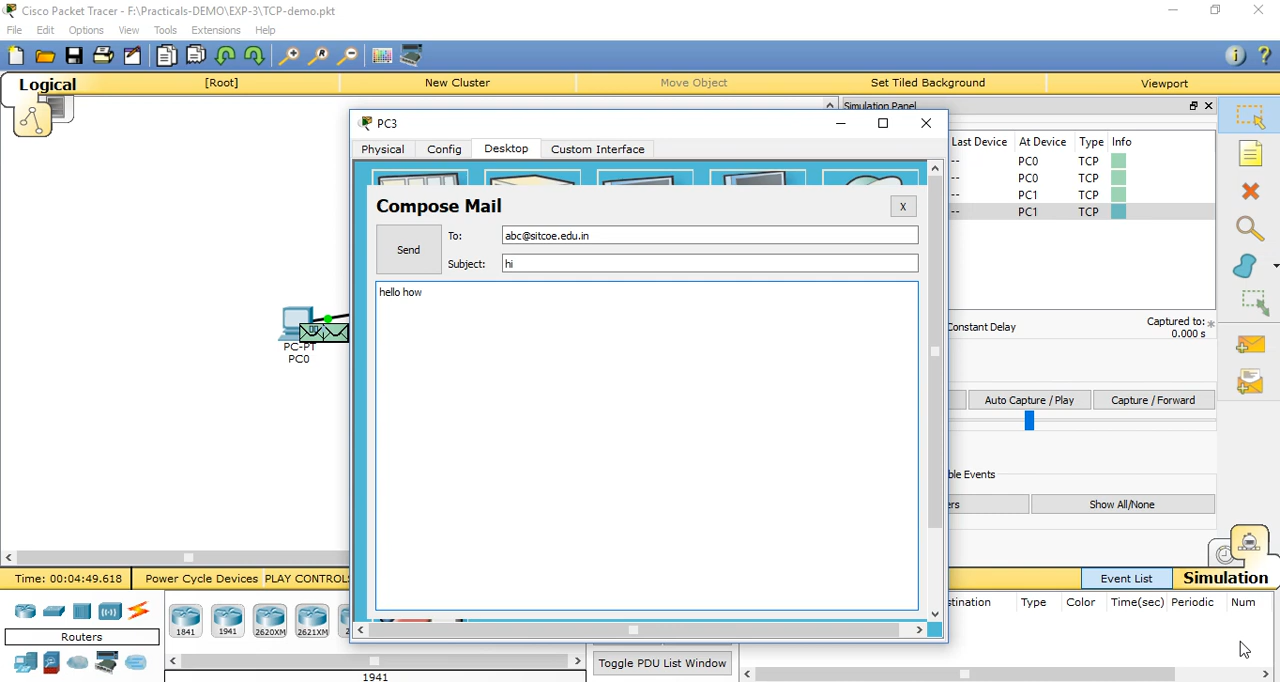 Cisco Packet Tracer - F:\Practicals-DEMO\EXP-3\TCP-demo.pkt
File Edit Options View Tools Extensions Help
Logical [Root] New Cluster Move Object Set Tiled Background Viewport
Simulation Panel
PC3
Physical Config Desktop Custom Interface
Last Device At Device Type Info
-- PC0 TCP
-- PC0 TCP
-- PC1 TCP
-- PC1 TCP
Compose Mail X
Send
To: abc@sitcoe.edu.in
Subject: hi
hello how
PC-PT
PC0
Constant Delay
Captured to:
0.000 s
Auto Capture / Play Capture / Forward
ble Events
ers Show All/None
Time: 00:04:49.618 Power Cycle Devices PLAY CONTROLS
Event List Simulation
stination Type Color Time(sec) Periodic Num
Routers
1841 1941 2620XM 2621XM 2
Toggle PDU List Window
1941